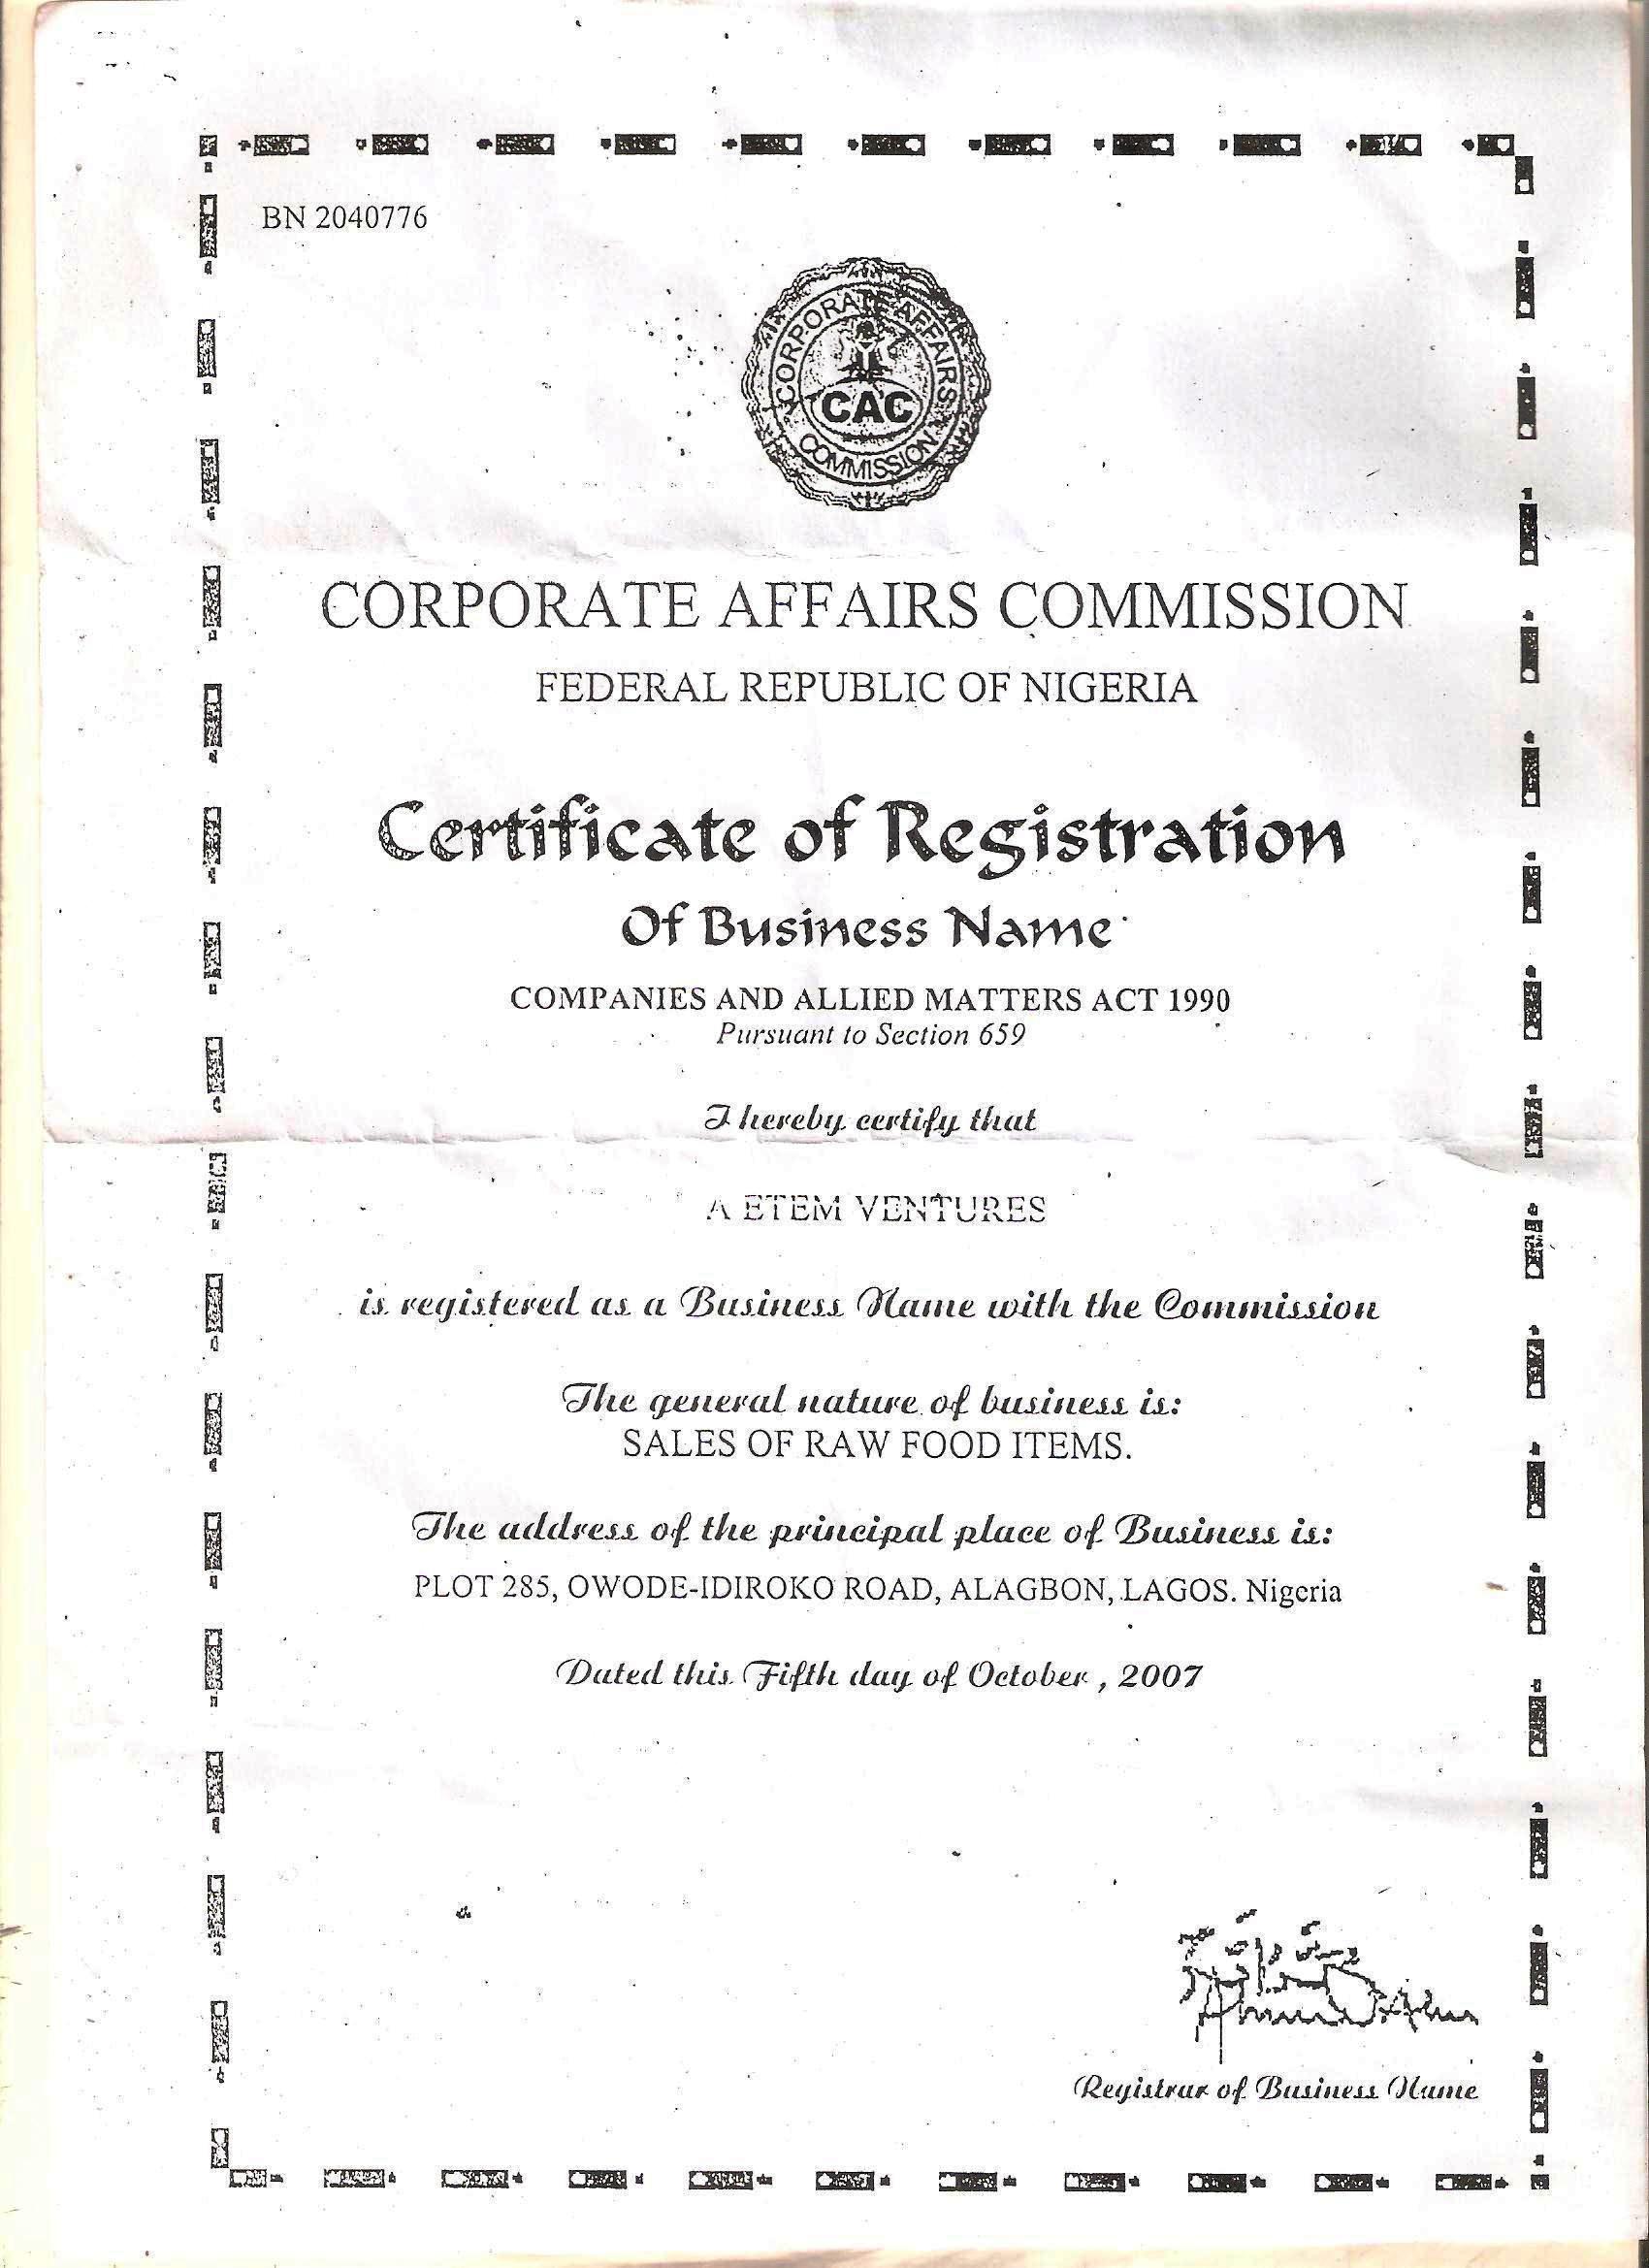 BN 2040776
CORPORATE AFFAIRS
CAC
COMMISSION
CORPORATE AFFAIRS COMMISSION
FEDERAL REPUBLIC OF NIGERIA
Certificate of Registration
Of Business Name
COMPANIES AND ALLIED MATTERS ACT 1990
Pursuant to Section 659
I hereby certify that
A ETEM VENTURES
is registered as a Business Name with the Commission
The general nature of business is:
SALES OF RAW FOOD ITEMS.
The address of the principal place of Business is:
PLOT 285, OWODE-IDIROKO ROAD, ALAGBON, LAGOS. Nigeria
Dated this Fifth day of October , 2007
Registrar of Business Name